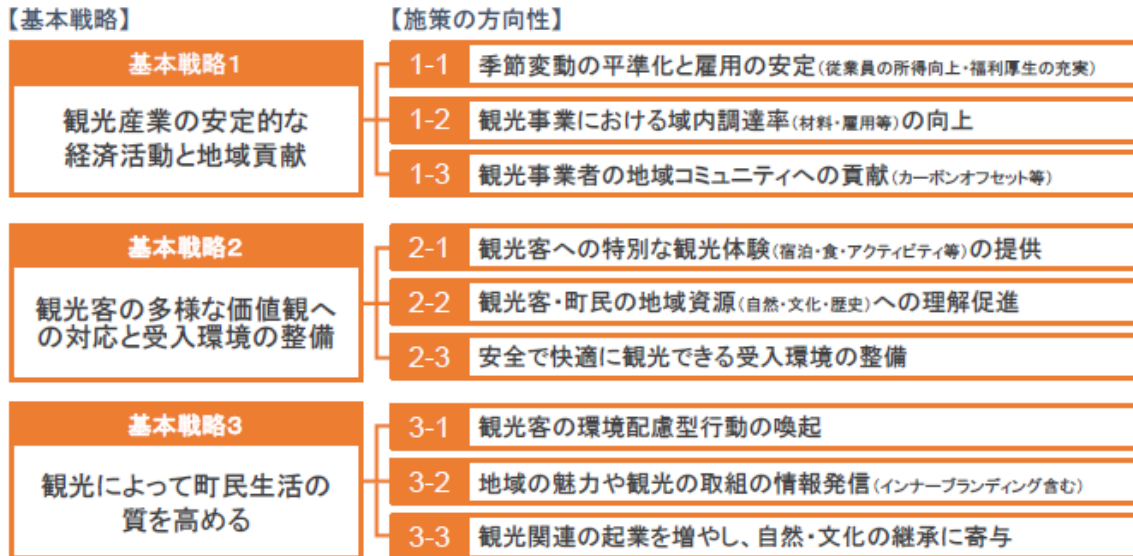 【基本戦略】
【施策の方向性】
基本戦略1
観光産業の安定的な
経済活動と地域貢献
1-1 季節変動の平準化と雇用の安定(従業員の所得向上・福利厚生の充実)
1-2 観光事業における域内調達率(材料・雇用等)の向上
1-3 観光事業者の地域コミュニティへの貢献(カーボンオフセット等)
基本戦略2
観光客の多様な価値観へ
の対応と受入環境の整備
2-1 観光客への特別な観光体験(宿泊・食・アクティビティ等)の提供
2-2 観光客・町民の地域資源(自然・文化・歴史)への理解促進
2-3 安全で快適に観光できる受入環境の整備
基本戦略3
観光によって町民生活の
質を高める
3-1 観光客の環境配慮型行動の喚起
3-2 地域の魅力や観光の取組の情報発信(インナーブランディング含む)
3-3 観光関連の起業を増やし、自然・文化の継承に寄与